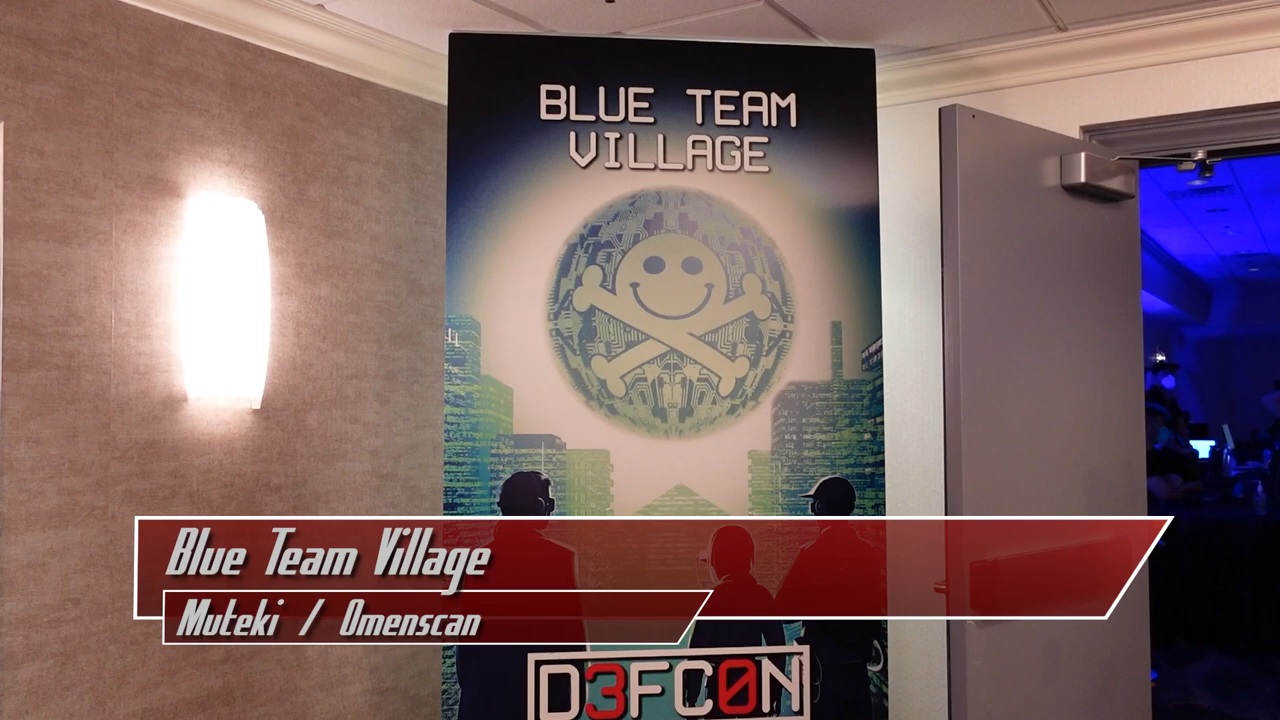 BLUE TEAM
VILLAGE
Blue Team Village
Muteki / Omenscan
D3FC0N